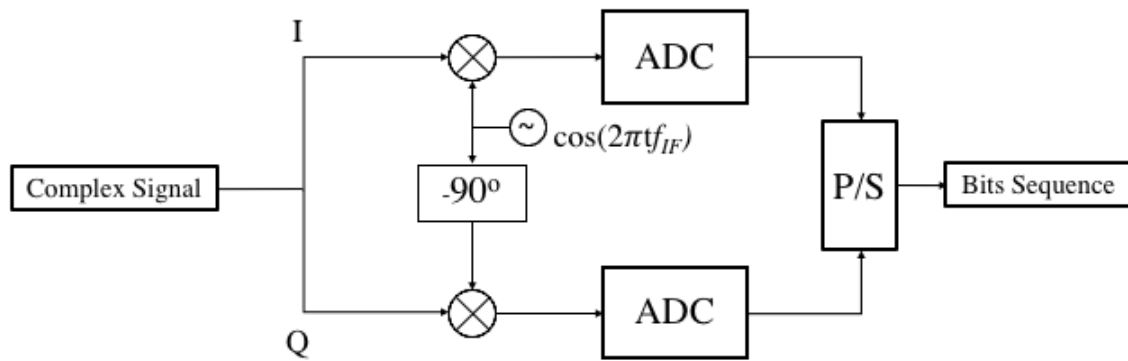 I
ADC
~
cos(2πtf_IF)
Complex Signal
-90º
P/S
Bits Sequence
ADC
Q